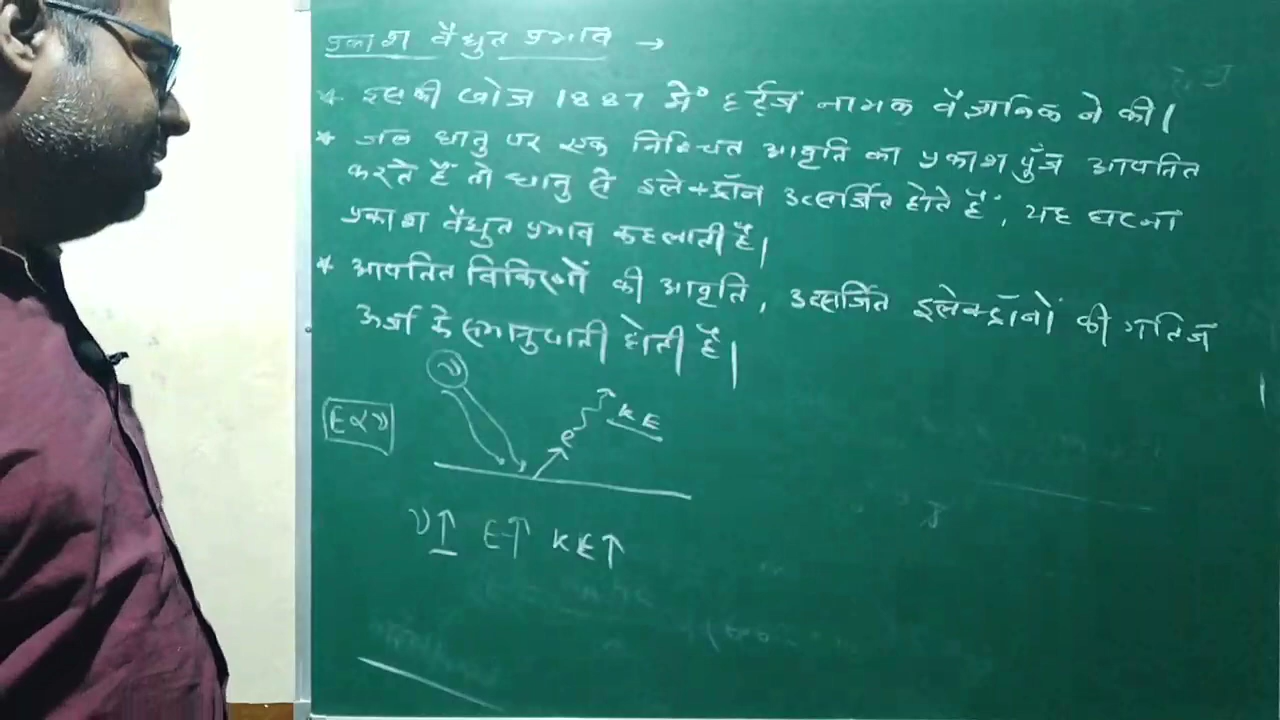 प्रकाश वैद्युत प्रभाव →
* इसकी खोज 1887 में हर्ट्ज नामक वैज्ञानिक ने की।
* जब धातु पर एक निश्चित आवृति का प्रकाश पुँज आपतित
करते हैं तो धातु से इलेक्ट्रॉन उत्सर्जित होते हैं, यह घटना
प्रकाश वैद्युत प्रभाव कहलाती है।
* आपतित विकिरणों की आवृति, उत्सर्जित इलेक्ट्रॉनों की गतिज
ऊर्जा के समानुपाती होती है।
ν
E∝ν
e
KE
ν↑ E↑ KE↑